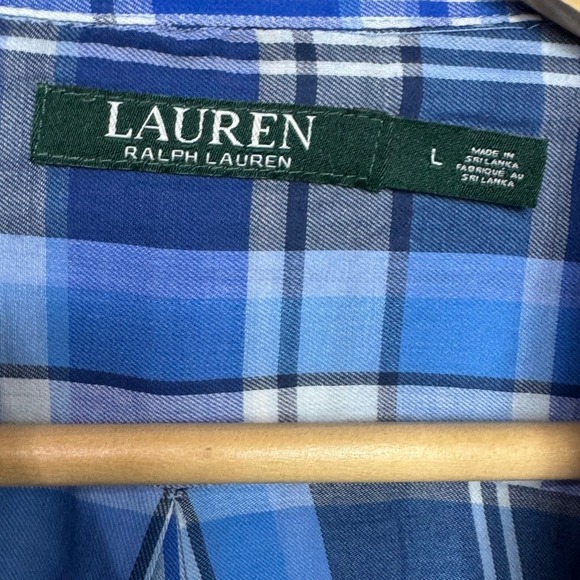 LAUREN
RALPH LAUREN
L
MADE IN
SRI LANKA
FABRIQUÉ AU
SRI LANKA